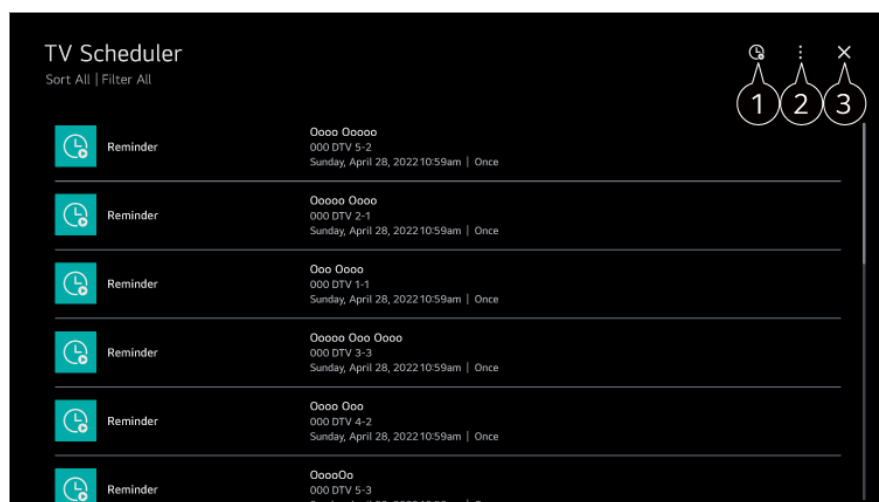 TV Scheduler
Sort All | Filter All
1 2 3
Reminder
Oooo Ooooo
000 DTV 5-2
Sunday, April 28, 2022 10:59am | Once
Reminder
Ooooo Oooo
000 DTV 2-1
Sunday, April 28, 2022 10:59am | Once
Reminder
Ooo Oooo
000 DTV 1-1
Sunday, April 28, 2022 10:59am | Once
Reminder
Ooooo Ooo Oooo
000 DTV 3-3
Sunday, April 28, 2022 10:59am | Once
Reminder
Oooo Ooo
000 DTV 4-2
Sunday, April 28, 2022 10:59am | Once
Reminder
OoooOo
000 DTV 5-3